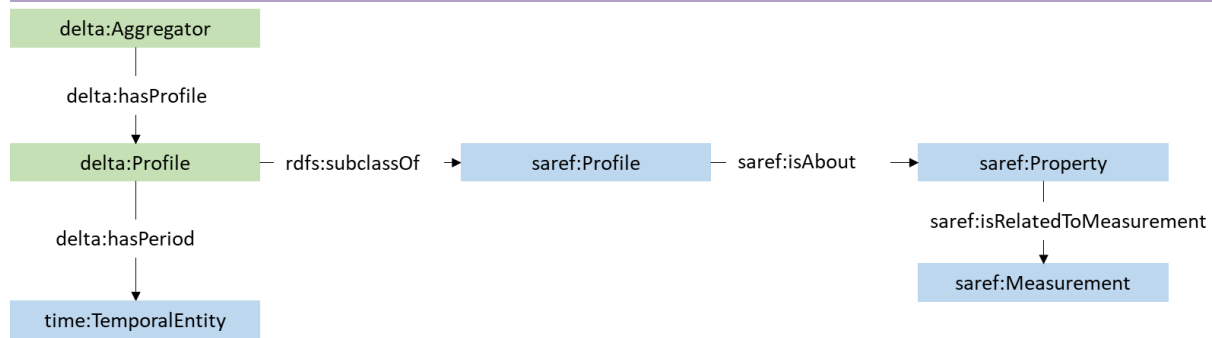 delta:Aggregator
delta:hasProfile
delta:Profile
rdfs:subclassOf
saref:Profile
saref:isAbout
saref:Property
delta:hasPeriod
saref:isRelatedToMeasurement
saref:Measurement
time:TemporalEntity